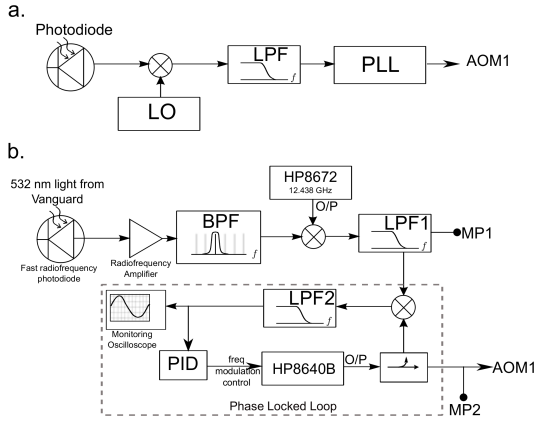 a.
Photodiode
LPF
f
PLL
AOM1
LO
b.
HP8672
12.438 GHz
532 nm light from
Vanguard
O/P
BPF
f
LPF1
f
MP1
Fast radiofrequency
photodiode
Radiofrequency
Amplifier
LPF2
f
Monitoring
Oscilloscope
PID
freq
modulation
control
HP8640B
O/P
AOM1
Phase Locked Loop
MP2